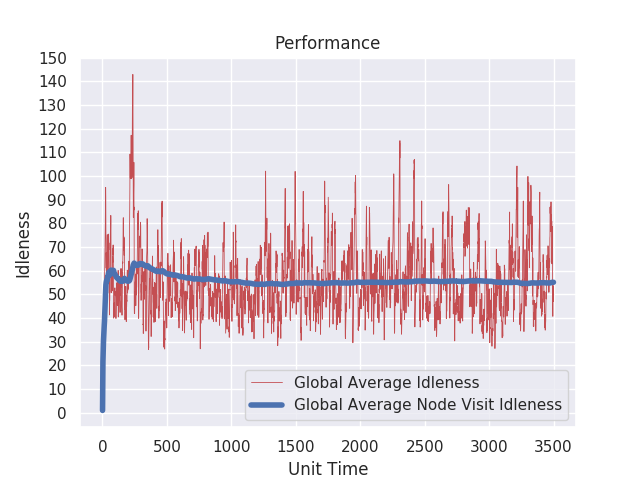 Performance
150
140
130
120
110
100
90
80
70
60
50
40
30
20
10
0
Idleness
Global Average Idleness
Global Average Node Visit Idleness
0 500 1000 1500 2000 2500 3000 3500
Unit Time